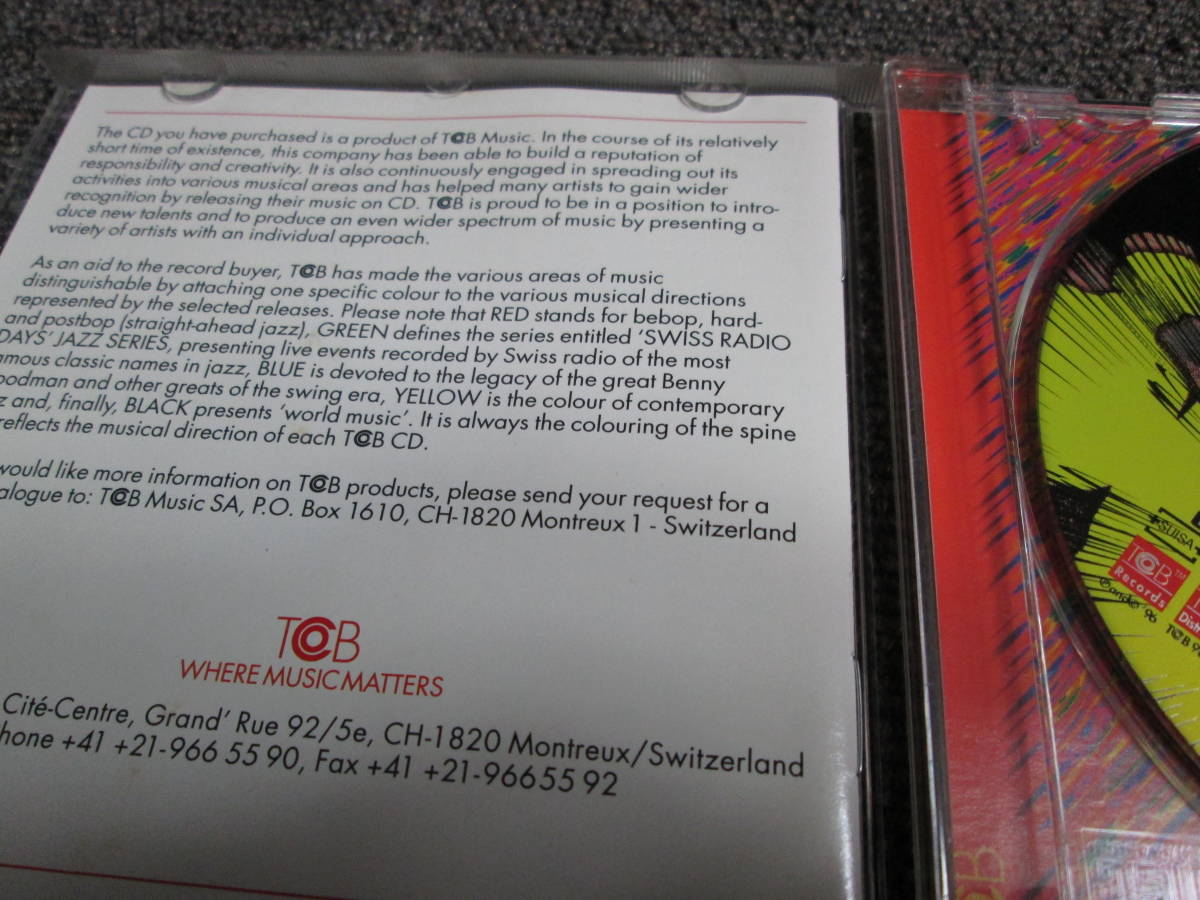 The CD you have purchased is a product of TCB Music. In the course of its relatively
short time of existence, this company has been able to build a reputation of
responsibility and creativity. It is also continuously engaged in spreading out its
activities into various musical areas and has helped many artists to gain wider
recognition by releasing their music on CD. TCB is proud to be in a position to intro-
duce new talents and to produce an even wider spectrum of music by presenting a
variety of artists with an individual approach.
As an aid to the record buyer, TCB has made the various areas of music
distinguishable by attaching one specific colour to the various musical directions
represented by the selected releases. Please note that RED stands for bebop, hard-
and postbop (straight-ahead jazz), GREEN defines the series entitled 'SWISS RADIO
DAYS' JAZZ SERIES, presenting live events recorded by Swiss radio of the most
amous classic names in jazz, BLUE is devoted to the legacy of the great Benny
oodman and other greats of the swing era, YELLOW is the colour of contemporary
z and, finally, BLACK presents 'world music'. It is always the colouring of the spine
reflects the musical direction of each TCB CD.
would like more information on TCB products, please send your request for a
alogue to: TCB Music SA, P.O. Box 1610, CH-1820 Montreux 1 - Switzerland
TCB
WHERE MUSIC MATTERS
Cité-Centre, Grand' Rue 92/5e, CH-1820 Montreux/Switzerland
hone +41 +21-966 55 90, Fax +41 +21-96655 92
SUISA
TCB™
Records
'96
TCB 9
Dist
CB